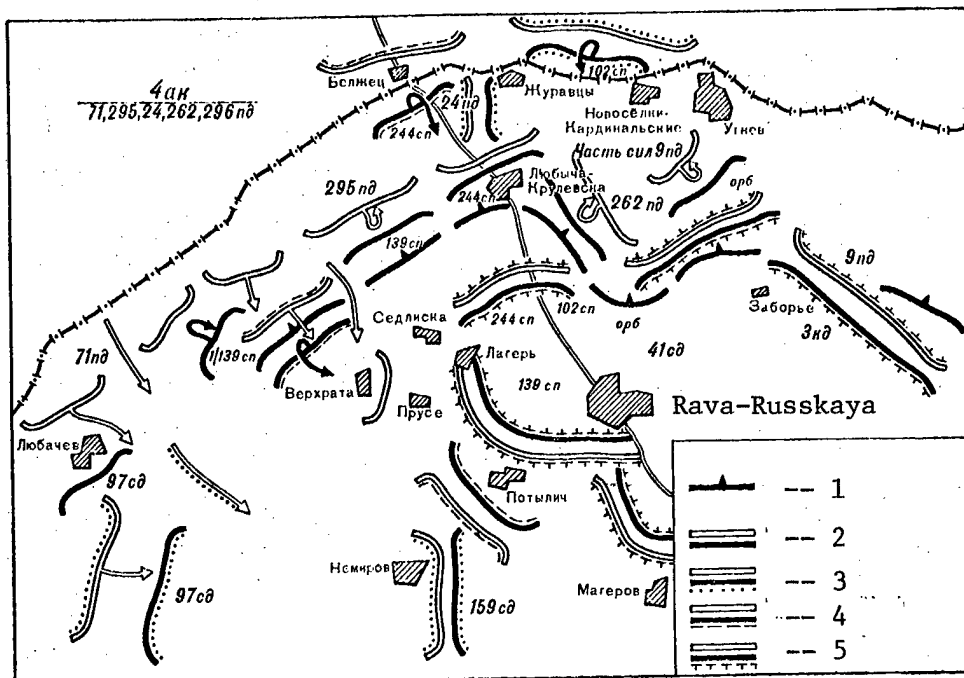 4ак
71,295,24,262,296пд
Белжец
Журавцы
102сп
24пд
244сп
Новосёлки-
Кардинальские
Угнев
Часть сил 9пд
Любыча-
Крулевска
295пд
244сп
262пд
орб
139сп
9пд
Заборье
3кд
Седлиска
244сп
102сп
орб
41сд
71пд
1/139сп
Верхрата
Лагерь
139сп
Прусе
Rava-Russkaya
Любачев
97сд
Потылич
Немиров
97сд
159сд
Магеров
-- 1
-- 2
-- 3
-- 4
-- 5